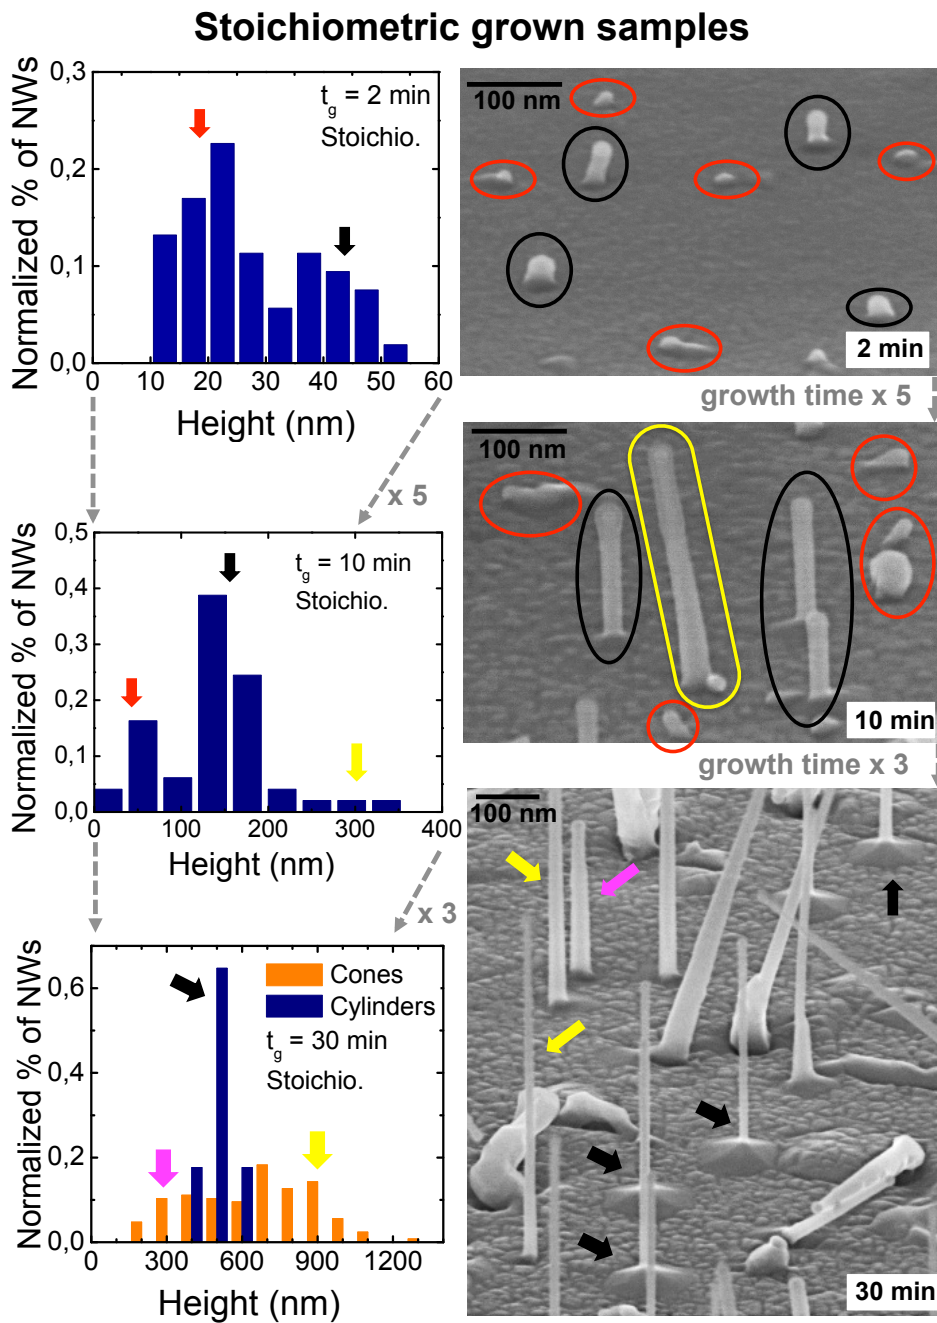 Stoichiometric grown samples
Normalized % of NWs
0,3
0,2
0,1
0,0
0
10
20
30
40
50
60
Height (nm)
t_g = 2 min
Stoichio.
100 nm
2 min
growth time x 5
x 5
Normalized % of NWs
0,5
0,4
0,3
0,2
0,1
0,0
0
100
200
300
400
Height (nm)
t_g = 10 min
Stoichio.
100 nm
10 min
growth time x 3
x 3
Normalized % of NWs
0,6
0,4
0,2
0,0
0
300
600
900
1200
Height (nm)
Cones
Cylinders
t_g = 30 min
Stoichio.
100 nm
30 min